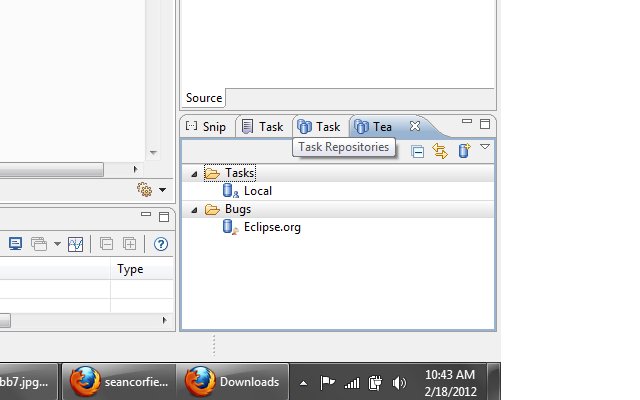 Source
Snip Task Task Tea
Task Repositories
Tasks
Local
Bugs
Eclipse.org
Type
bb7.jpg...
seancorfie...
Downloads
10:43 AM
2/18/2012